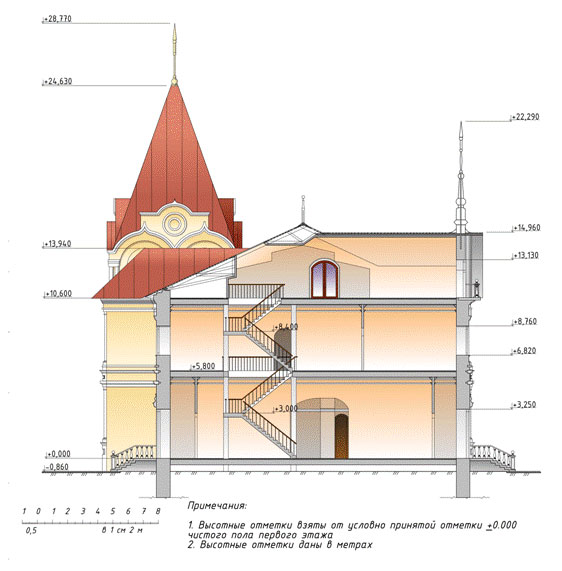 +28,770
+24,630
+22,290
+14,960
+13,940
+13,130
+10,600
+8,760
+8,600
+6,820
+5,800
+3,250
+3,000
+0,000
-0,860
Примечания:
1 0 1 2 3 4 5 6 7 8
0,5 в 1 см 2 м
1. Высотные отметки взяты от условно принятой отметки ±0.000
чистого пола первого этажа
2. Высотные отметки даны в метрах